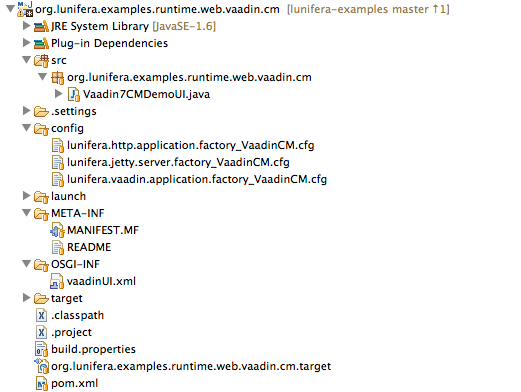 org.lunifera.examples.runtime.web.vaadin.cm [lunifera-examples master ↑1]
JRE System Library [JavaSE-1.6]
Plug-in Dependencies
src
org.lunifera.examples.runtime.web.vaadin.cm
Vaadin7CMDemoUI.java
.settings
config
lunifera.http.application.factory_VaadinCM.cfg
lunifera.jetty.server.factory_VaadinCM.cfg
lunifera.vaadin.application.factory_VaadinCM.cfg
launch
META-INF
MANIFEST.MF
README
OSGI-INF
vaadinUI.xml
target
.classpath
.project
build.properties
org.lunifera.examples.runtime.web.vaadin.cm.target
pom.xml